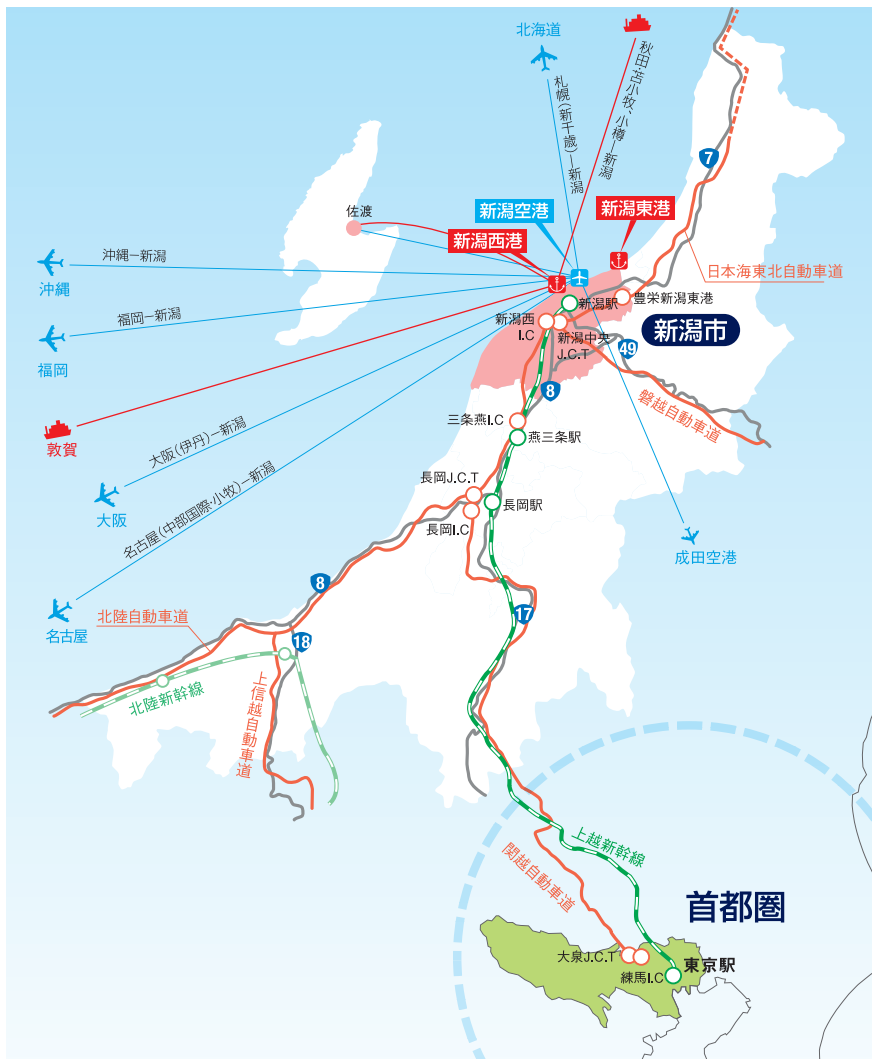 北海道
秋田・苫小牧、小樽―新潟
札幌(新千歳)―新潟
7
佐渡
新潟空港
新潟東港
新潟西港
沖縄―新潟
沖縄
日本海東北自動車道
豊栄新潟東港
新潟駅
福岡―新潟
福岡
新潟西
I.C
新潟中央
J.C.T
新潟市
49
8
磐越自動車道
三条燕I.C
燕三条駅
敦賀
大阪(伊丹)―新潟
大阪
名古屋(中部国際・小牧)―新潟
長岡J.C.T
長岡駅
長岡I.C
成田空港
8
17
名古屋
北陸自動車道
18
北陸新幹線
上信越自動車道
上越新幹線
関越自動車道
首都圏
大泉J.C.T
練馬I.C
東京駅